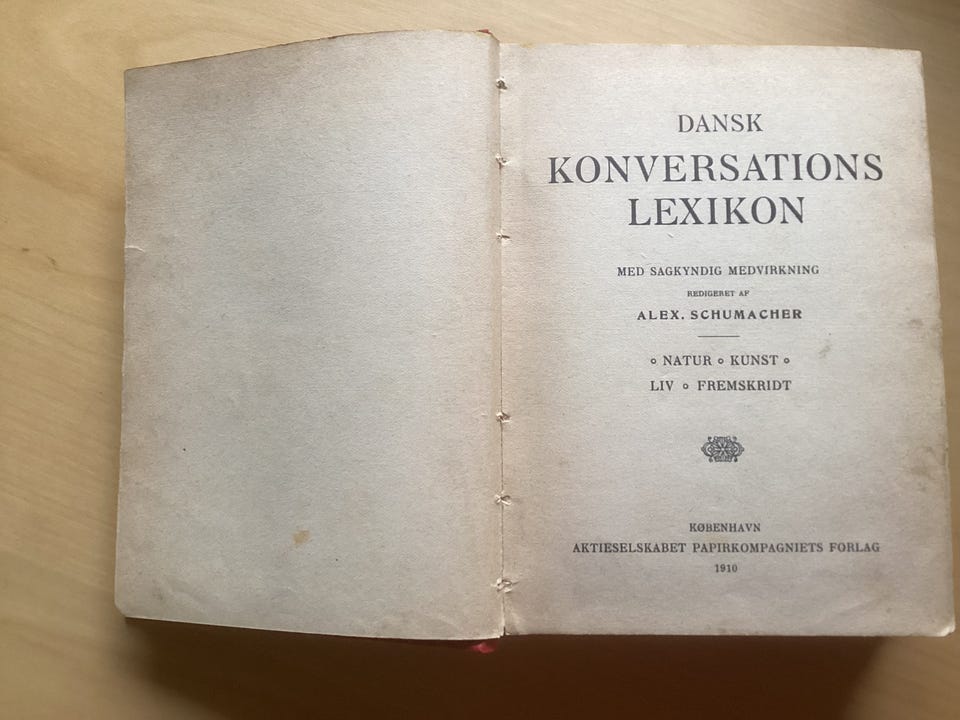 DANSK
KONVERSATIONS
LEXIKON
MED SAGKYNDIG MEDVIRKNING
REDIGERET AF
ALEX. SCHUMACHER
∘ NATUR ∘ KUNST ∘
LIV ∘ FREMSKRIDT
KØBENHAVN
AKTIESELSKABET PAPIRKOMPAGNIETS FORLAG
1910